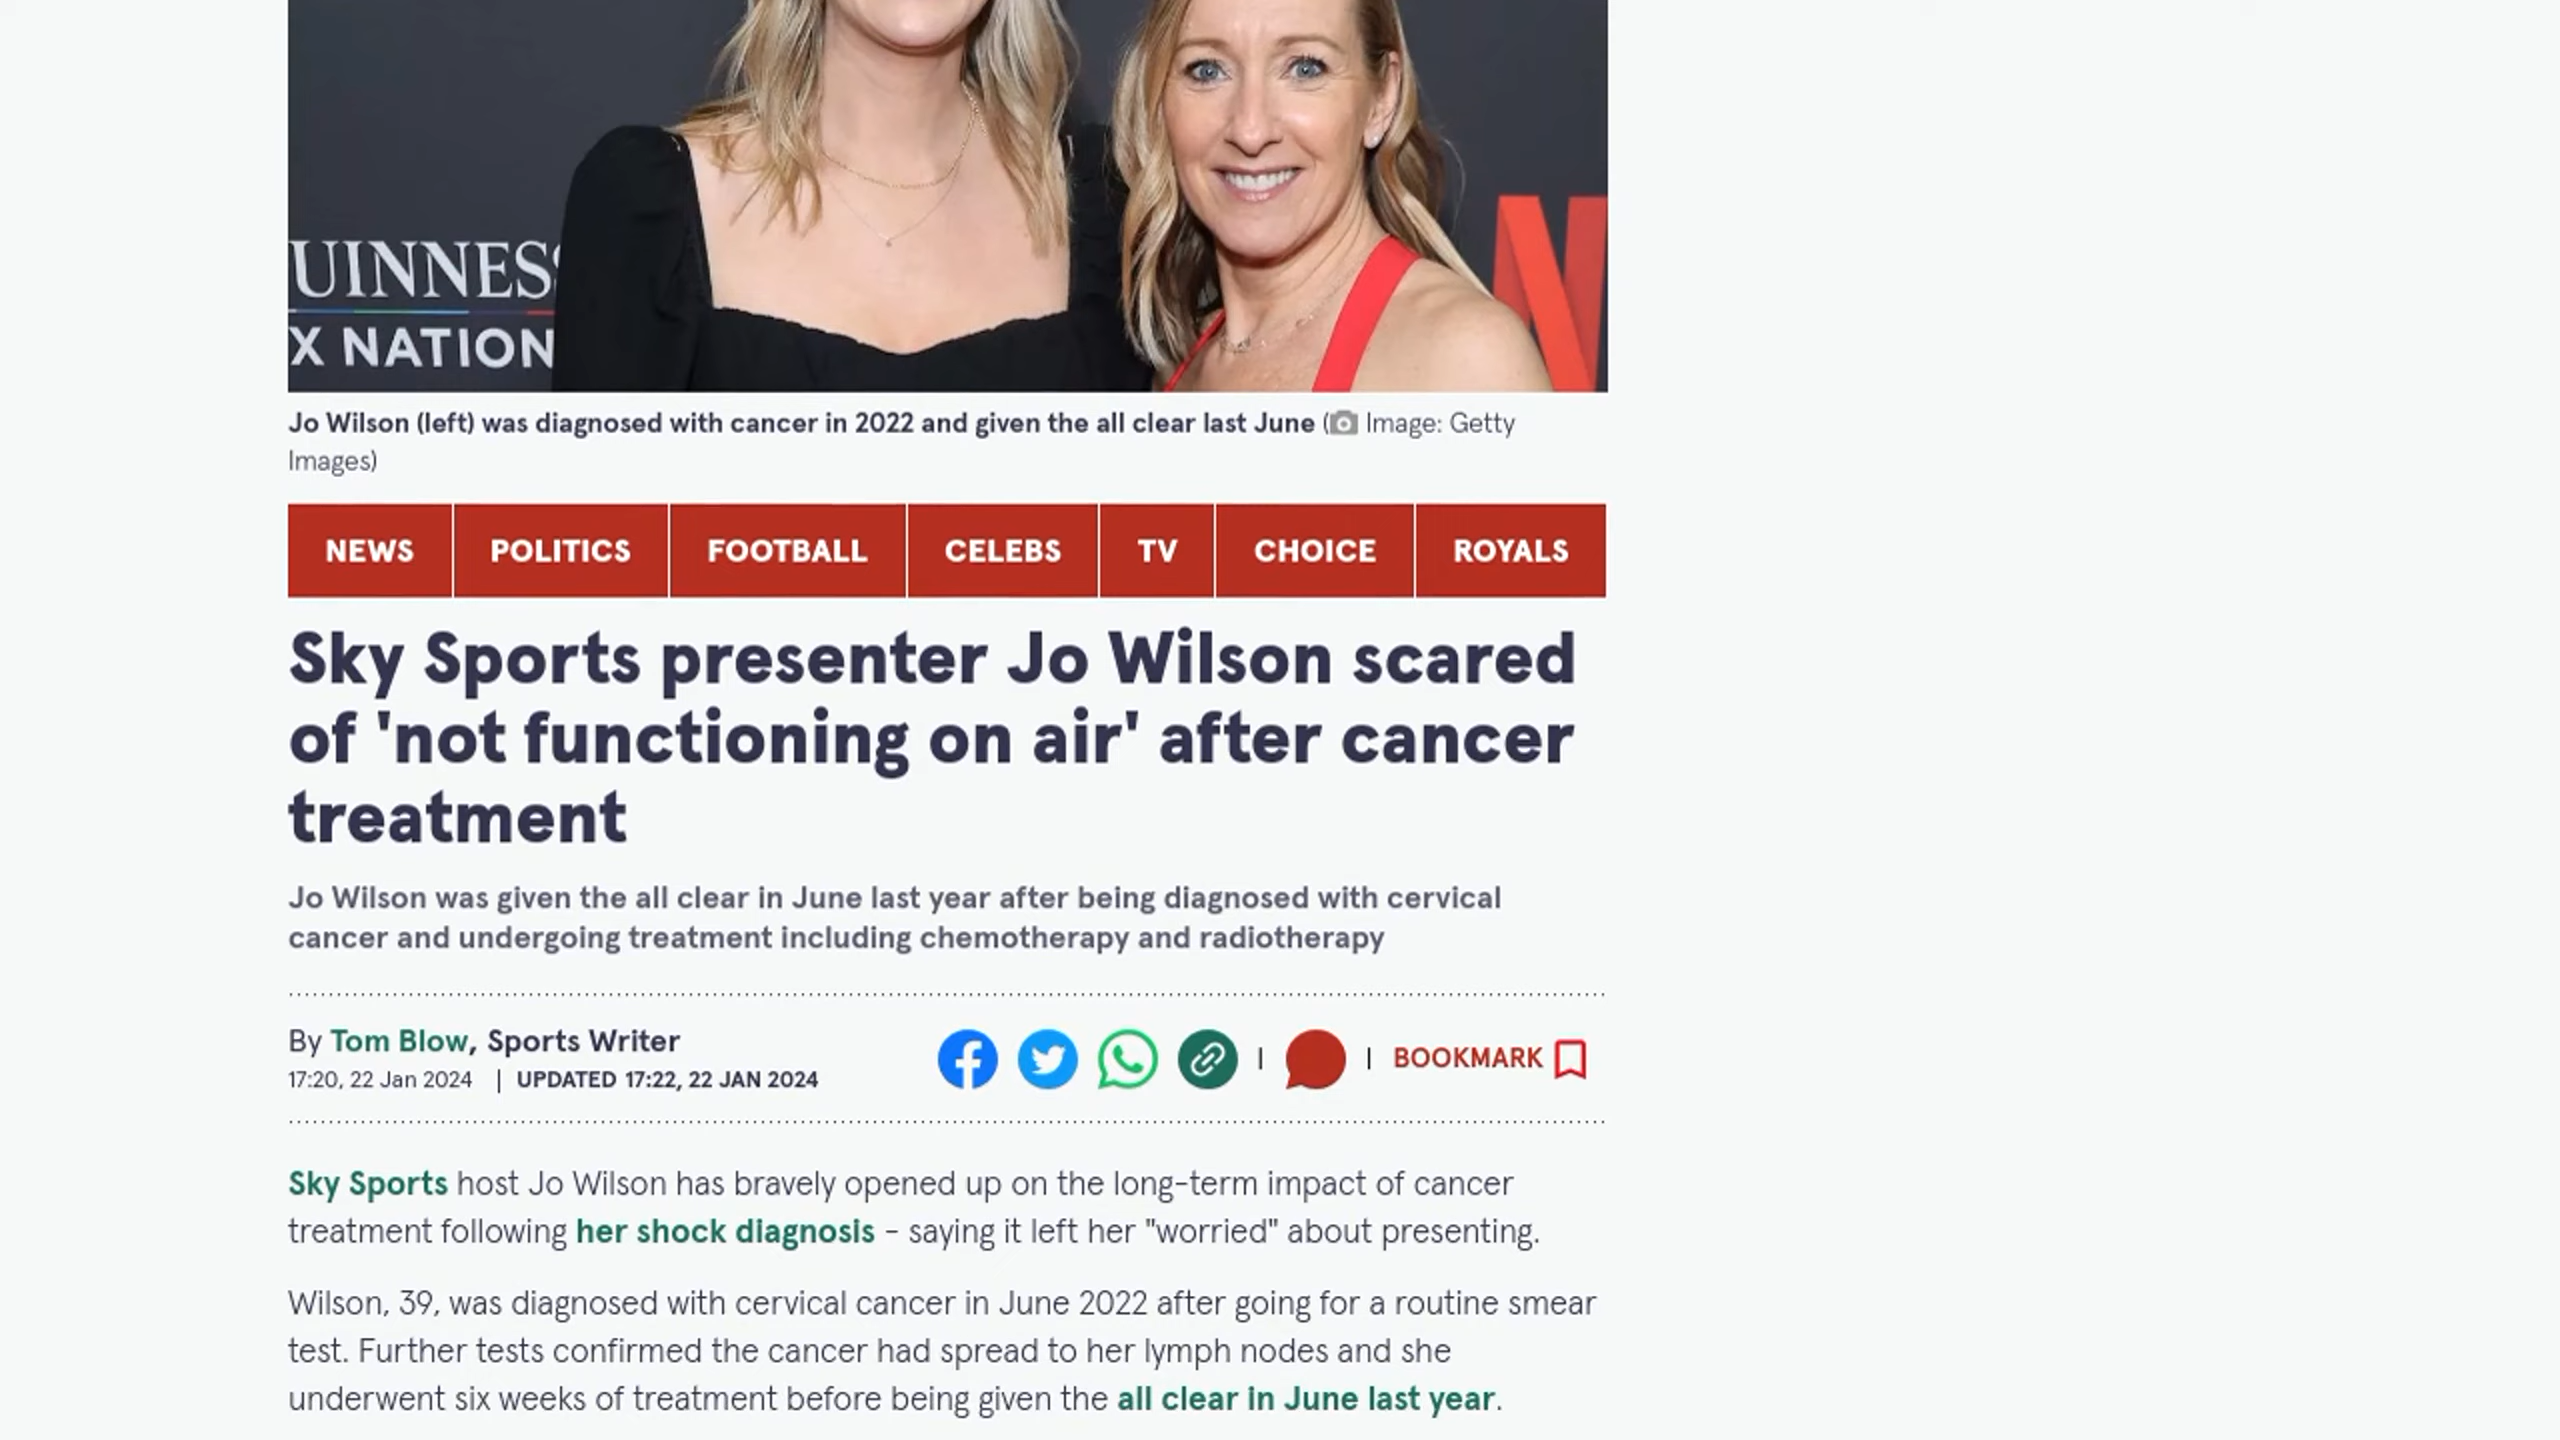 UINNESS
X NATION
Jo Wilson (left) was diagnosed with cancer in 2022 and given the all clear last June ( Image: Getty
Images)
NEWS POLITICS FOOTBALL CELEBS TV CHOICE ROYALS
Sky Sports presenter Jo Wilson scared
of 'not functioning on air' after cancer
treatment
Jo Wilson was given the all clear in June last year after being diagnosed with cervical
cancer and undergoing treatment including chemotherapy and radiotherapy
By Tom Blow, Sports Writer
17:20, 22 Jan 2024 | UPDATED 17:22, 22 JAN 2024
| | BOOKMARK
Sky Sports host Jo Wilson has bravely opened up on the long-term impact of cancer
treatment following her shock diagnosis - saying it left her "worried" about presenting.
Wilson, 39, was diagnosed with cervical cancer in June 2022 after going for a routine smear
test. Further tests confirmed the cancer had spread to her lymph nodes and she
underwent six weeks of treatment before being given the all clear in June last year.